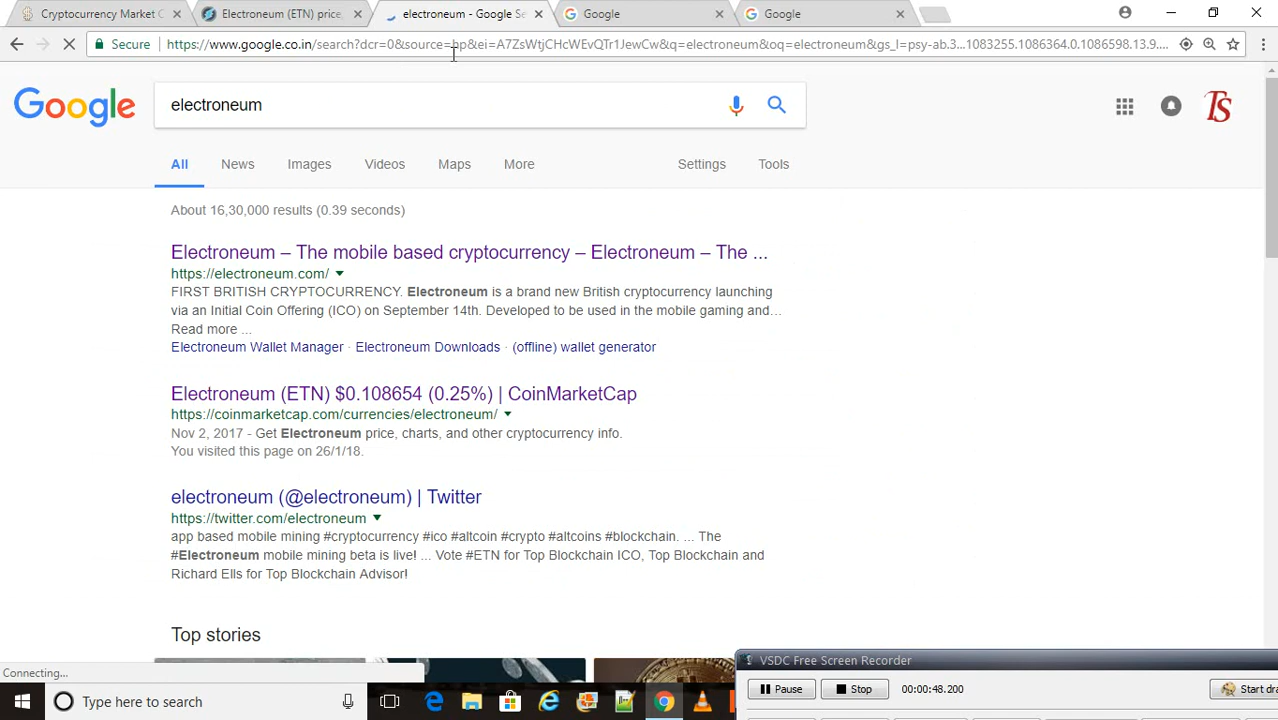 Cryptocurrency Market C
Electroneum (ETN) price,
electroneum - Google Se
Google
Google
Secure
https://www.google.co.in/search?dcr=0&source=hp&ei=A7ZsWtjCHcWEvQTr1JewCw&q=electroneum&oq=electroneum&gs_l=psy-ab.3...1083255.1086364.0.1086598.13.9....
Google
electroneum
TS
All
News
Images
Videos
Maps
More
Settings
Tools
About 16,30,000 results (0.39 seconds)
Electroneum – The mobile based cryptocurrency – Electroneum – The ...
https://electroneum.com/
FIRST BRITISH CRYPTOCURRENCY. Electroneum is a brand new British cryptocurrency launching
via an Initial Coin Offering (ICO) on September 14th. Developed to be used in the mobile gaming and...
Read more ...
Electroneum Wallet Manager · Electroneum Downloads · (offline) wallet generator
Electroneum (ETN) $0.108654 (0.25%) | CoinMarketCap
https://coinmarketcap.com/currencies/electroneum/
Nov 2, 2017 - Get Electroneum price, charts, and other cryptocurrency info.
You visited this page on 26/1/18.
electroneum (@electroneum) | Twitter
https://twitter.com/electroneum
app based mobile mining #cryptocurrency #ico #altcoin #crypto #altcoins #blockchain. ... The
#Electroneum mobile mining beta is live! ... Vote #ETN for Top Blockchain ICO, Top Blockchain and
Richard Ells for Top Blockchain Advisor!
Top stories
Connecting...
VSDC Free Screen Recorder
Pause
Stop
00:00:48.200
Start dra
Type here to search